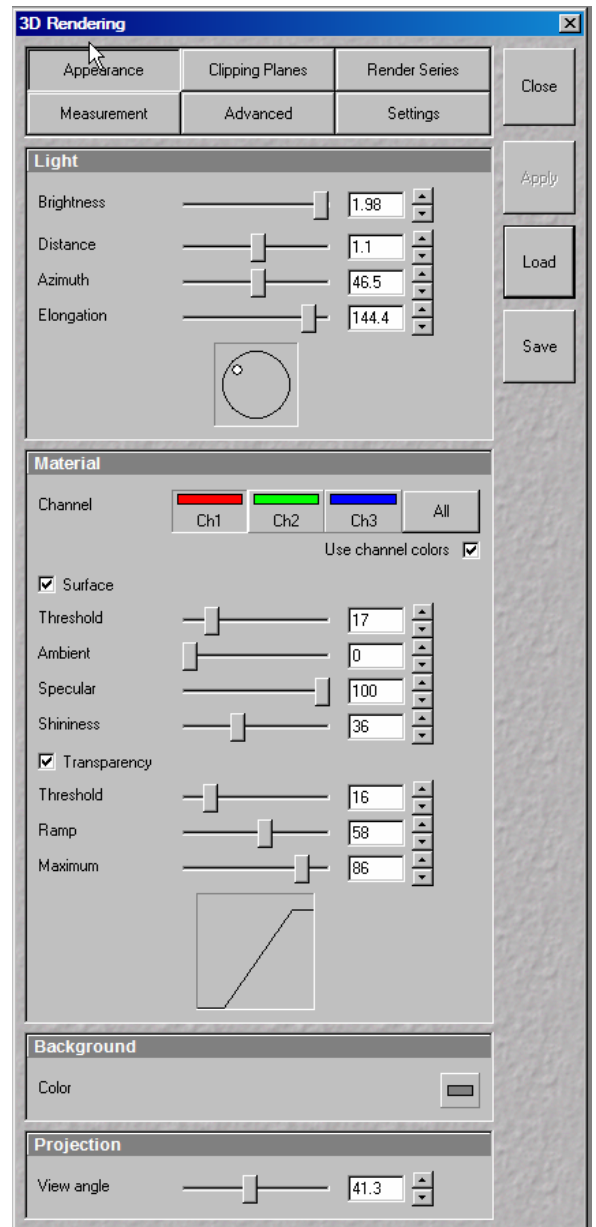 3D Rendering
Appearance Clipping Planes Render Series Close
Measurement Advanced Settings
Light
Apply
Brightness 1.98
Distance 1.1
Load
Azimuth 46.5
Elongation 144.4
Save
Material
Channel Ch1 Ch2 Ch3 All
Use channel colors
Surface
Threshold 17
Ambient 0
Specular 100
Shininess 36
Transparency
Threshold 16
Ramp 58
Maximum 86
Background
Color
Projection
View angle 41.3